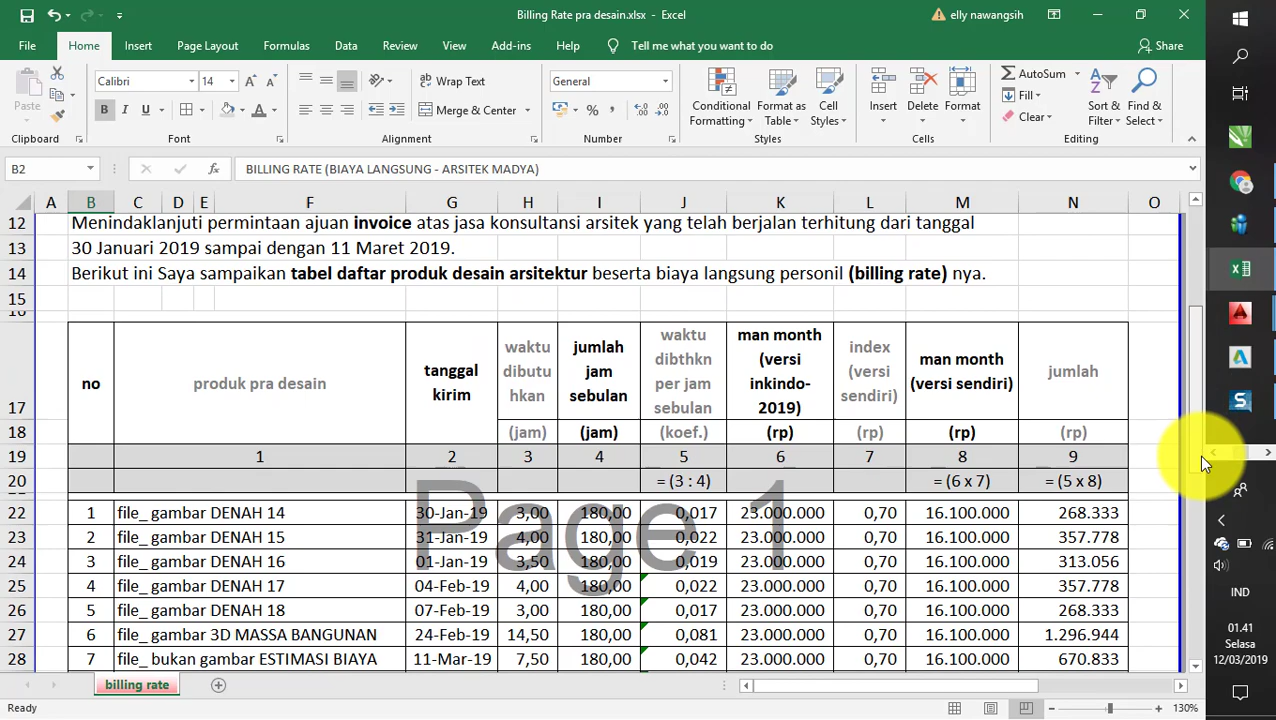 Billing Rate pra desain.xlsx - Excel
elly nawangsih
File Home Insert Page Layout Formulas Data Review View Add-ins Help Tell me what you want to do Share
Paste
Calibri 14
Wrap Text
Merge & Center
General
Conditional Formatting
Format as Table
Cell Styles
Insert Delete Format
AutoSum
Fill
Clear
Sort & Filter
Find & Select
Clipboard Font Alignment Number Styles Cells Editing
B2 BILLING RATE (BIAYA LANGSUNG - ARSITEK MADYA)
A B C D E F G H I J K L M N O
12 Menindaklanjuti permintaan ajuan invoice atas jasa konsultansi arsitek yang telah berjalan terhitung dari tanggal
13 30 Januari 2019 sampai dengan 11 Maret 2019.
14 Berikut ini Saya sampaikan tabel daftar produk desain arsitektur beserta biaya langsung personil (billing rate) nya.
15
16
17 no produk pra desain tanggal kirim waktu dibutuhkan jumlah jam sebulan waktu dibthkn per jam sebulan man month (versi inkindo-2019) index (versi sendiri) man month (versi sendiri) jumlah
18 (jam) (jam) (koef.) (rp) (rp) (rp) (rp)
19 1 2 3 4 5 6 7 8 9
20 = (3 : 4) = (6 x 7) = (5 x 8)
Page 1
22 1 file_ gambar DENAH 14 30-Jan-19 3,00 180,00 0,017 23.000.000 0,70 16.100.000 268.333
23 2 file_ gambar DENAH 15 31-Jan-19 4,00 180,00 0,022 23.000.000 0,70 16.100.000 357.778
24 3 file_ gambar DENAH 16 01-Jan-19 3,50 180,00 0,019 23.000.000 0,70 16.100.000 313.056
25 4 file_ gambar DENAH 17 04-Feb-19 4,00 180,00 0,022 23.000.000 0,70 16.100.000 357.778
26 5 file_ gambar DENAH 18 07-Feb-19 3,00 180,00 0,017 23.000.000 0,70 16.100.000 268.333
27 6 file_ gambar 3D MASSA BANGUNAN 24-Feb-19 14,50 180,00 0,081 23.000.000 0,70 16.100.000 1.296.944
28 7 file_ bukan gambar ESTIMASI BIAYA 11-Mar-19 7,50 180,00 0,042 23.000.000 0,70 16.100.000 670.833
billing rate
Ready 130%
IND
01.41
Selasa
12/03/2019